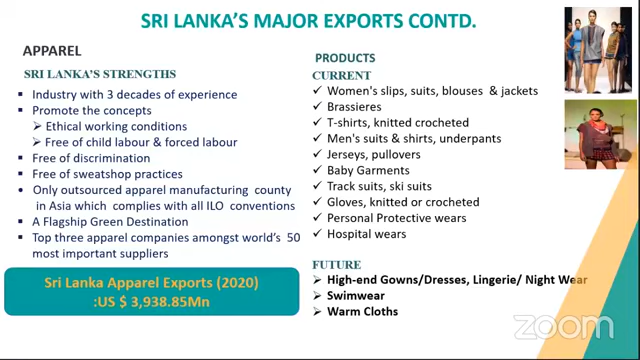 SRI LANKA'S MAJOR EXPORTS CONTD.
APPAREL
SRI LANKA'S STRENGTHS
▪ Industry with 3 decades of experience
▪ Promote the concepts
➢ Ethical working conditions
➢ Free of child labour & forced labour
▪ Free of discrimination
▪ Free of sweatshop practices
• Only outsourced apparel manufacturing county
in Asia which complies with all ILO conventions
▪ A Flagship Green Destination
▪ Top three apparel companies amongst world's 50
most important suppliers
Sri Lanka Apparel Exports (2020)
:US $ 3,938.85Mn
PRODUCTS
CURRENT
✓ Women's slips, suits, blouses & jackets
✓ Brassieres
✓ T-shirts, knitted crocheted
✓ Men's suits & shirts, underpants
✓ Jerseys, pullovers
✓ Baby Garments
✓ Track suits, ski suits
✓ Gloves, knitted or crocheted
✓ Personal Protective wears
✓ Hospital wears
FUTURE
➢ High-end Gowns/Dresses, Lingerie/ Night Wear
➢ Swimwear
➢ Warm Cloths
zoom